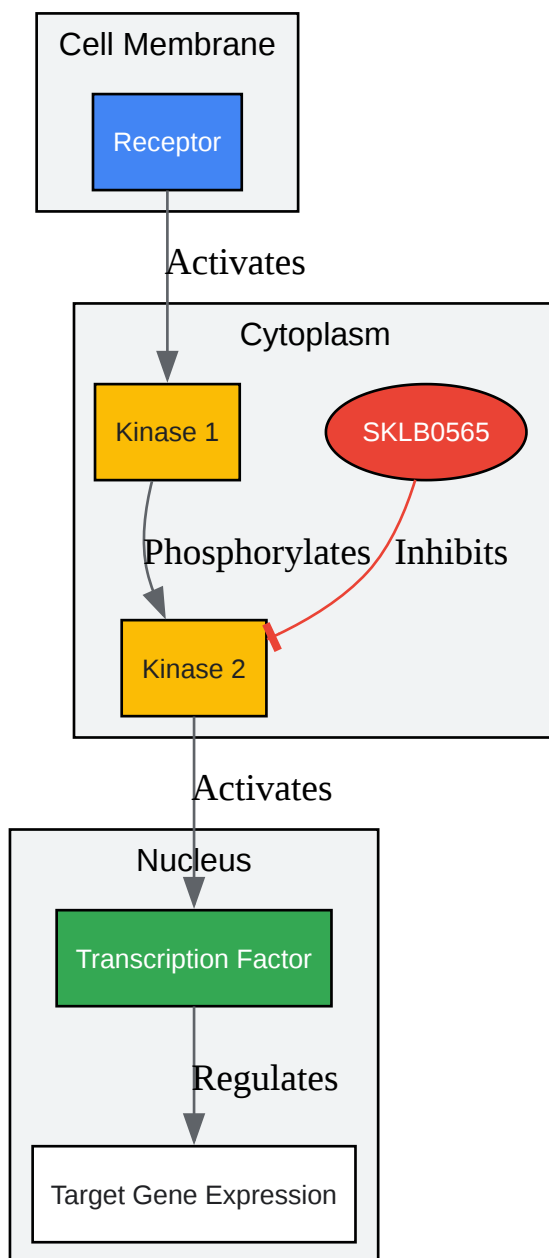 Cell Membrane
Receptor
Activates
Cytoplasm
Kinase 1
SKLB0565
Phosphorylates
Inhibits
Kinase 2
Activates
Nucleus
Transcription Factor
Regulates
Target Gene Expression